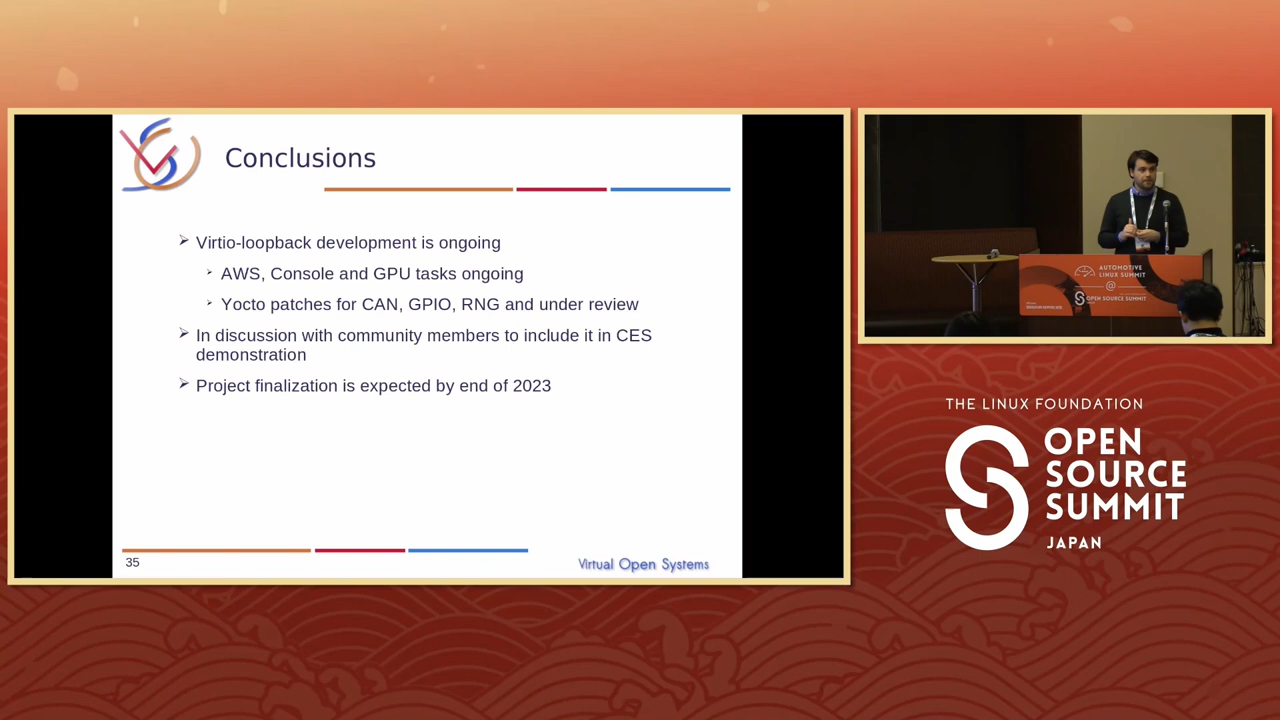 Conclusions
Virtio-loopback development is ongoing
AWS, Console and GPU tasks ongoing
Yocto patches for CAN, GPIO, RNG and under review
In discussion with community members to include it in CES
demonstration
Project finalization is expected by end of 2023
35
Virtual Open Systems
AUTOMOTIVE
LINUX SUMMIT
@
OPEN SOURCE SUMMIT
THE LINUX FOUNDATION
OPEN
SOURCE
SUMMIT
JAPAN